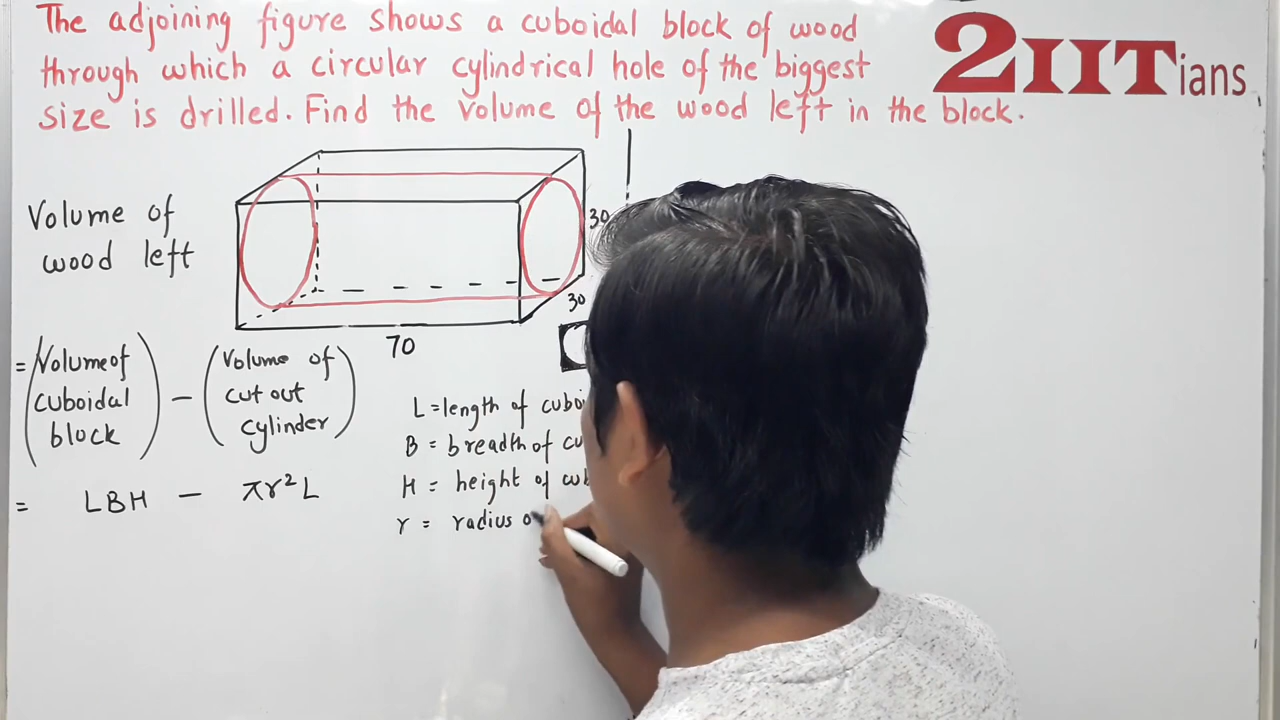 The adjoining figure shows a cuboidal block of wood
through which a circular cylindrical hole of the biggest
size is drilled. Find the volume of the wood left in the block.
2IITians
Volume of
wood left
30
30
70
= (Volume of
cuboidal
block) - (Volume of
cut out
cylinder)
= LBH - πr²L
L = length of
B = breadth of
H = height of
r = radius